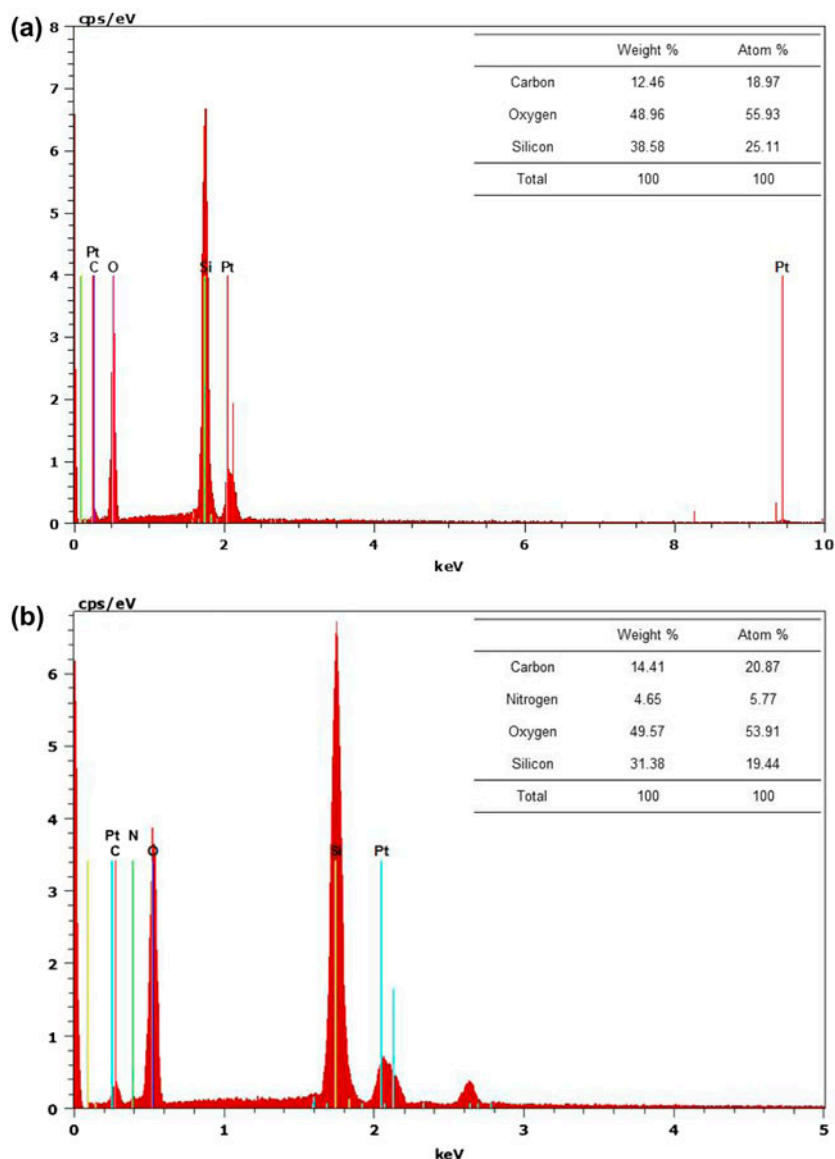 (a)
cps/eV
8
7
6
5
4
3
2
1
0
Pt
C O Si Pt Pt
Weight % Atom %
Carbon 12.46 18.97
Oxygen 48.96 55.93
Silicon 38.58 25.11
Total 100 100
0 2 4 6 8 10
keV
(b)
cps/eV
6
5
4
3
2
1
0
Pt N
C O Si Pt
Weight % Atom %
Carbon 14.41 20.87
Nitrogen 4.65 5.77
Oxygen 49.57 53.91
Silicon 31.38 19.44
Total 100 100
0 1 2 3 4 5
keV